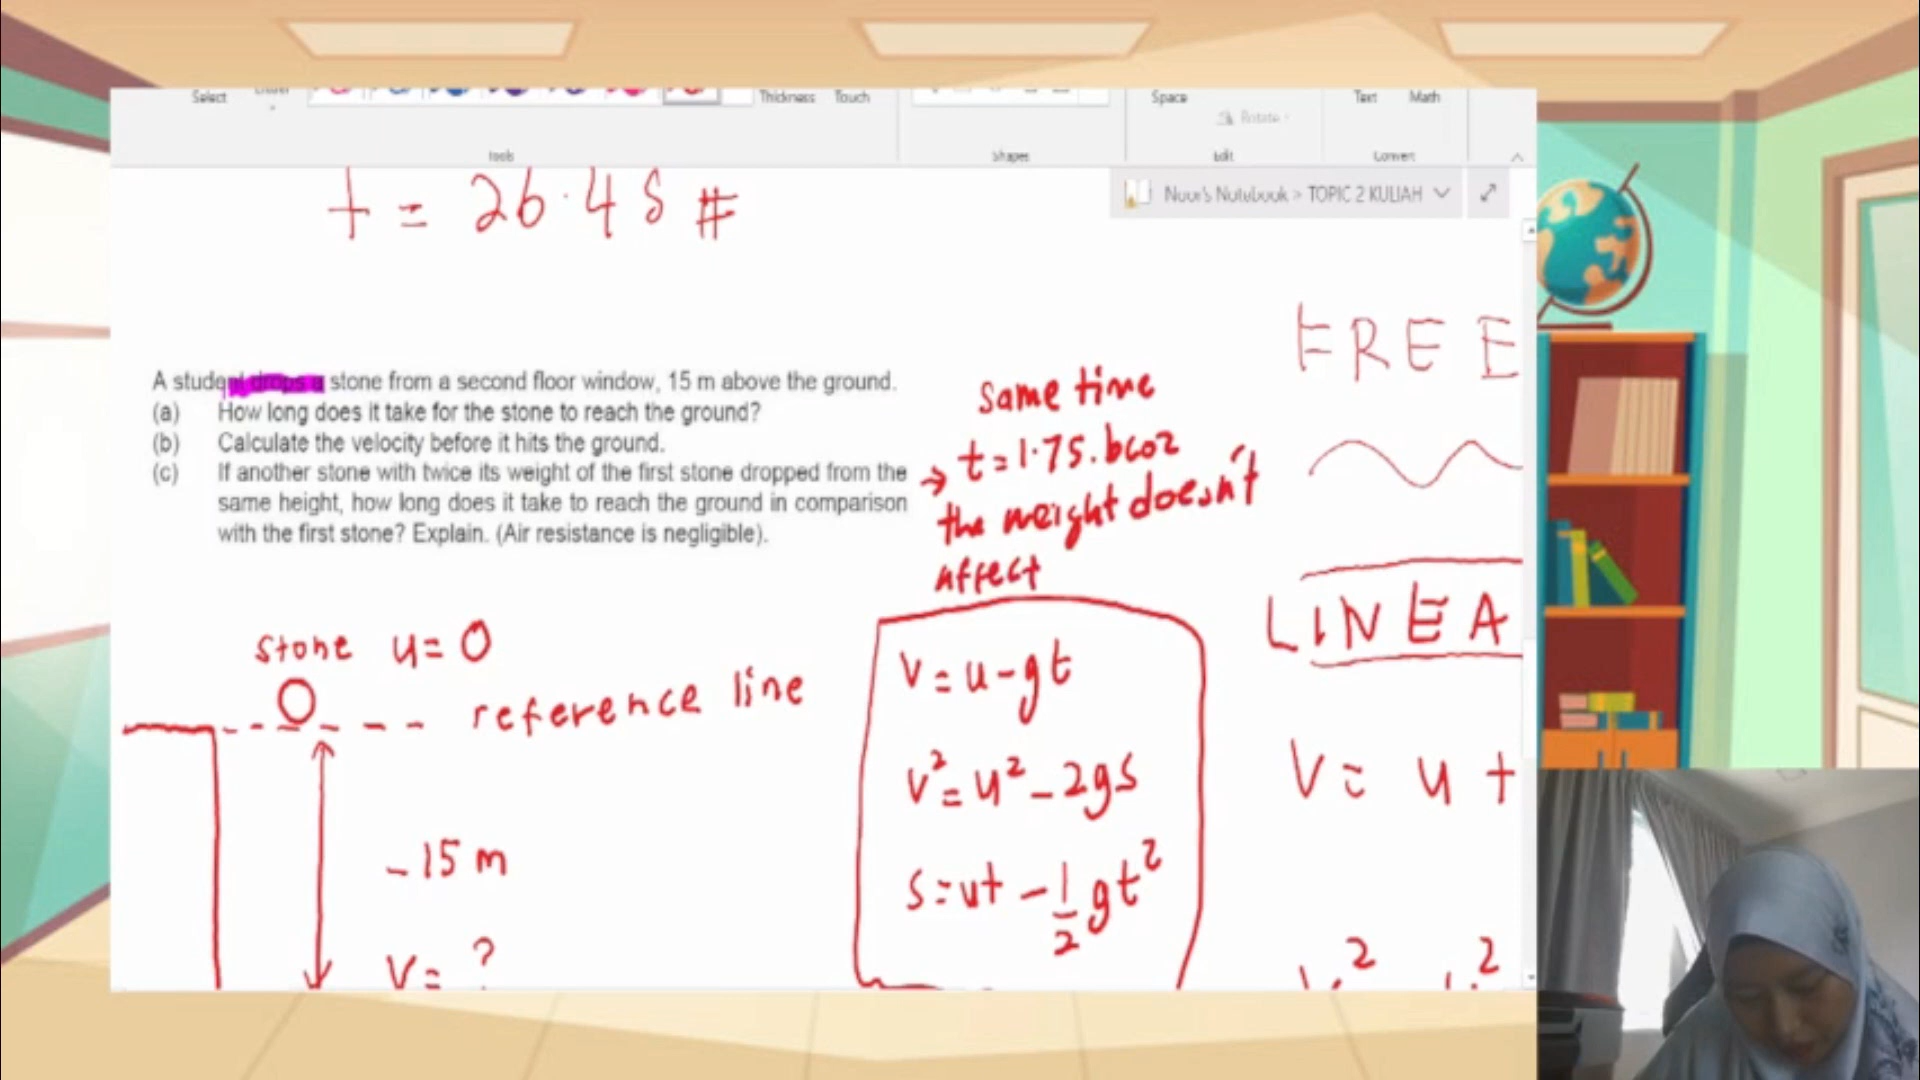 Select
Thickness Touch
Space
Text Math
Rotate
Tools
Shapes
Edit
Convert
t = 26.4 s #
Noor's Notebook > TOPIC 2 KULIAH
FREE
A student drops a stone from a second floor window, 15 m above the ground.
(a) How long does it take for the stone to reach the ground?
(b) Calculate the velocity before it hits the ground.
(c) If another stone with twice its weight of the first stone dropped from the
same height, how long does it take to reach the ground in comparison
with the first stone? Explain. (Air resistance is negligible).
same time
→ t = 1.75. bcoz
the weight doesn't
affect
LINEA
stone u = 0
reference line
v = u - gt
v² = u² - 2gs
s = ut - 1/2 gt²
v = u +
- 15 m
v = ?
2 2